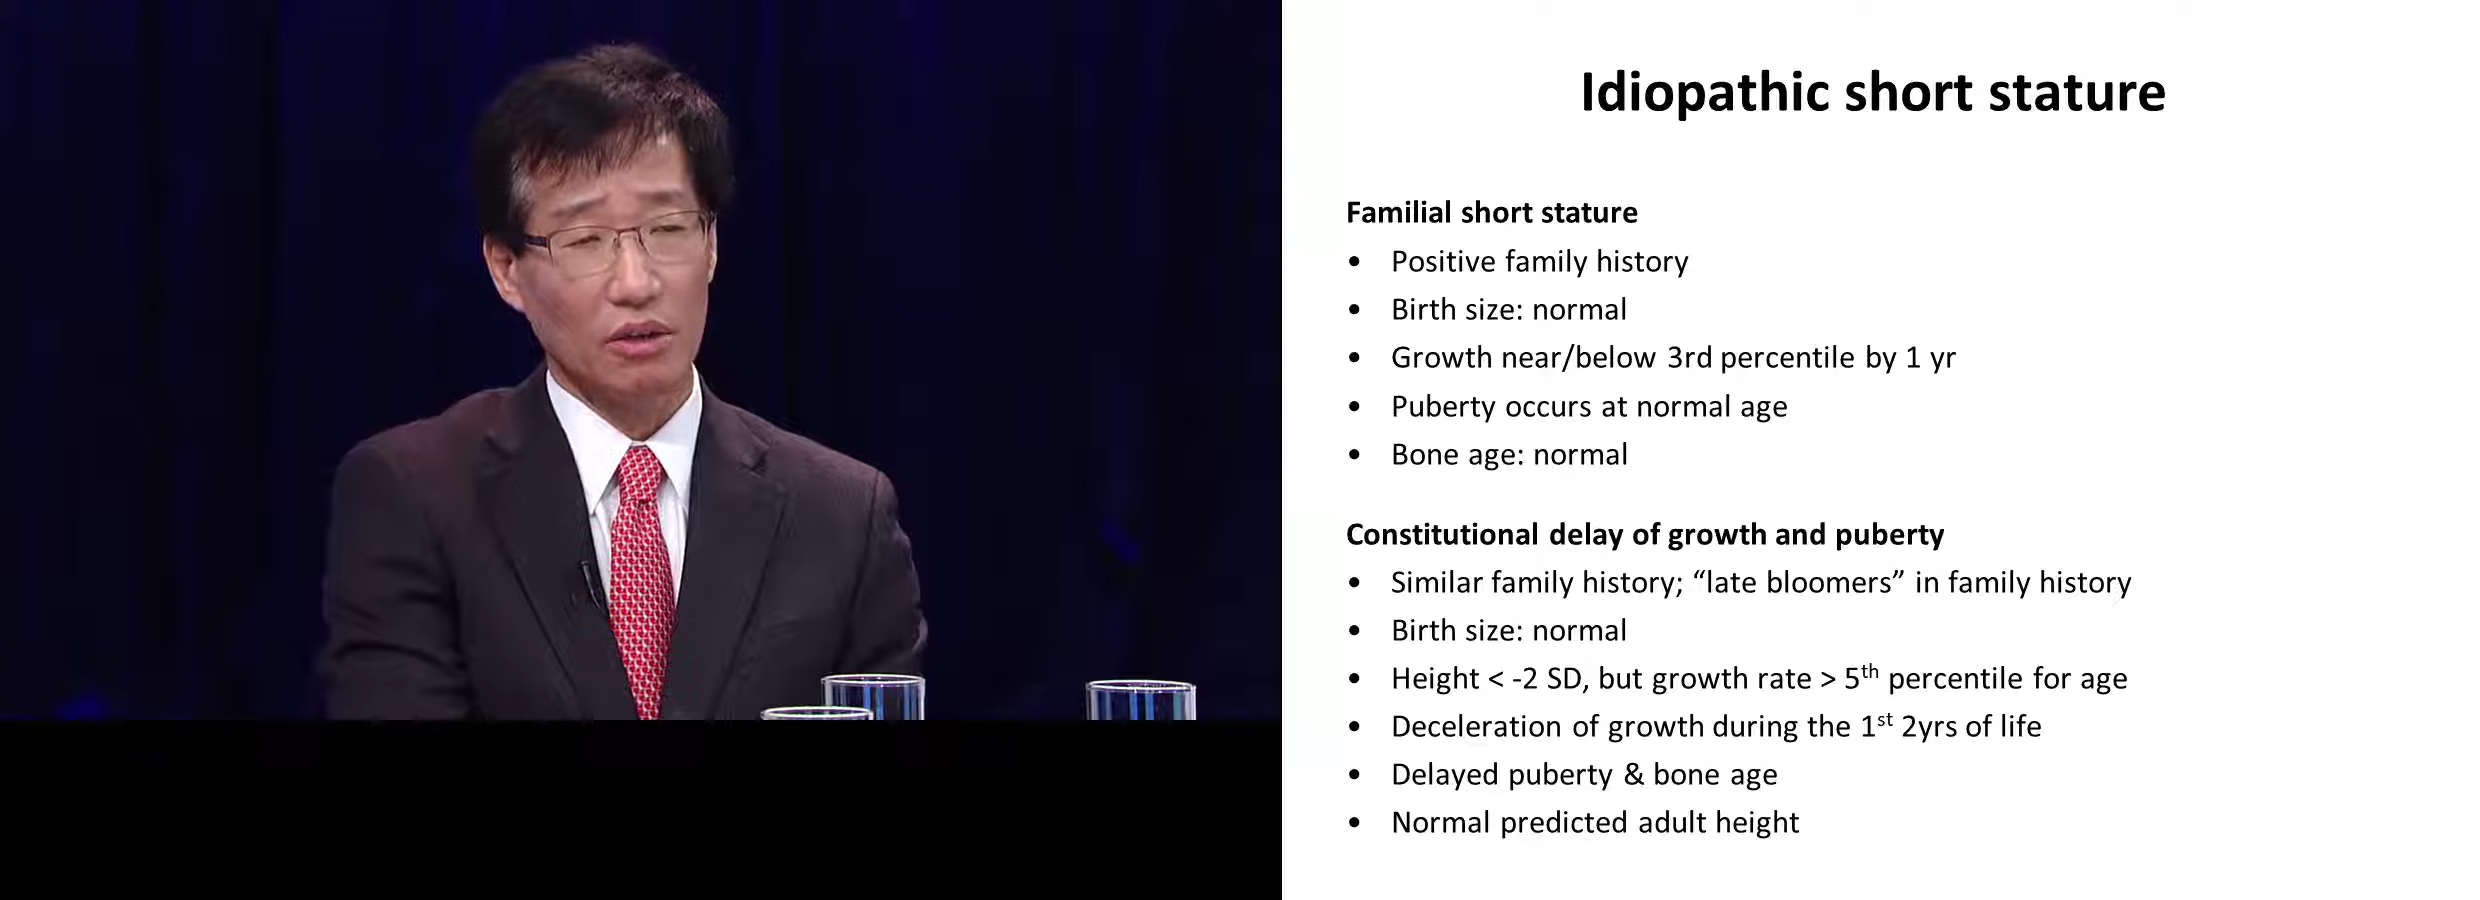 Idiopathic short stature
Familial short stature
• Positive family history
• Birth size: normal
• Growth near/below 3rd percentile by 1 yr
• Puberty occurs at normal age
• Bone age: normal
Constitutional delay of growth and puberty
• Similar family history; “late bloomers” in family history
• Birth size: normal
• Height < -2 SD, but growth rate > 5th percentile for age
• Deceleration of growth during the 1st 2yrs of life
• Delayed puberty & bone age
• Normal predicted adult height